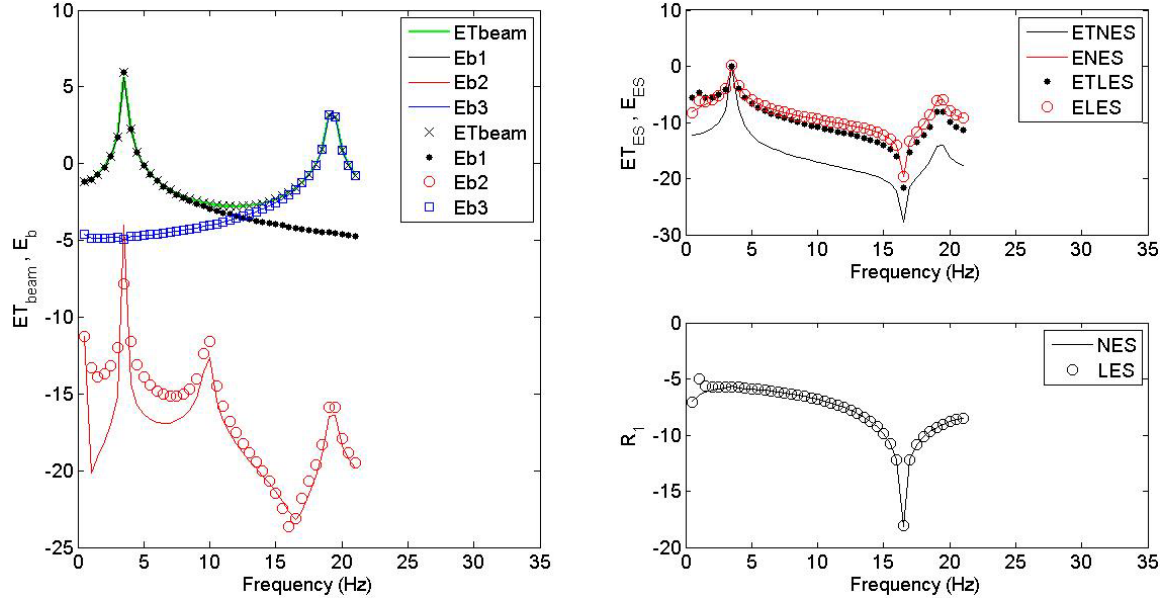 10
5
0
-5
-10
-15
-20
-25
0
5
10
15
20
25
30
35
Frequency (Hz)
ET_beam , E_b
ETbeam
Eb1
Eb2
Eb3
ETbeam
Eb1
Eb2
Eb3
10
0
-10
-20
-30
0
5
10
15
20
25
30
35
Frequency (Hz)
ET_ES , E_ES
ETNES
ENES
ETLES
ELES
0
-5
-10
-15
-20
0
5
10
15
20
25
30
35
Frequency (Hz)
R_1
NES
LES